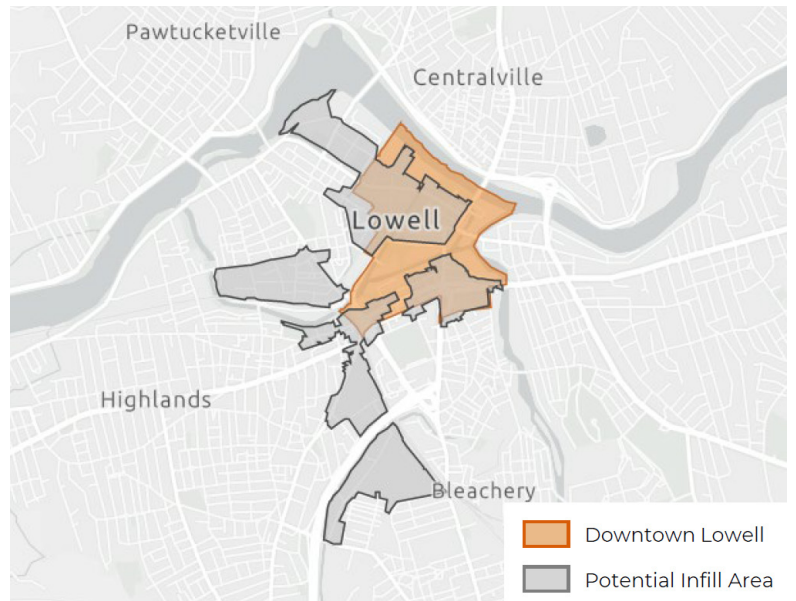 Pawtucketville
Centralville
Lowell
Highlands
Bleachery
Downtown Lowell
Potential Infill Area